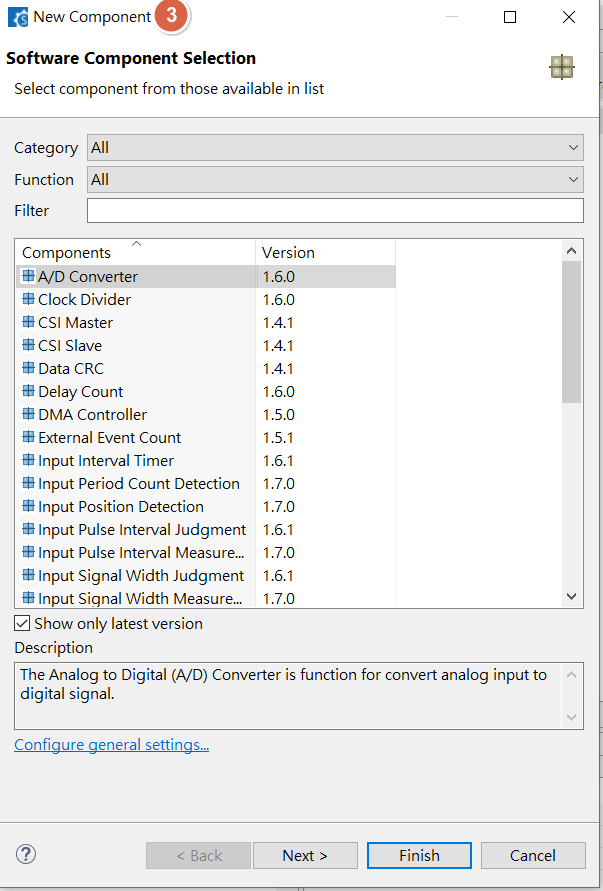 New Component
3
Software Component Selection
Select component from those available in list
Category All
Function All
Filter
Components Version
A/D Converter 1.6.0
Clock Divider 1.6.0
CSI Master 1.4.1
CSI Slave 1.4.1
Data CRC 1.4.1
Delay Count 1.6.0
DMA Controller 1.5.0
External Event Count 1.5.1
Input Interval Timer 1.6.1
Input Period Count Detection 1.7.0
Input Position Detection 1.7.0
Input Pulse Interval Judgment 1.6.1
Input Pulse Interval Measure... 1.7.0
Input Signal Width Judgment 1.6.1
Input Signal Width Measure... 1.7.0
Show only latest version
Description
The Analog to Digital (A/D) Converter is function for convert analog input to
digital signal.
Configure general settings...
? < Back Next > Finish Cancel